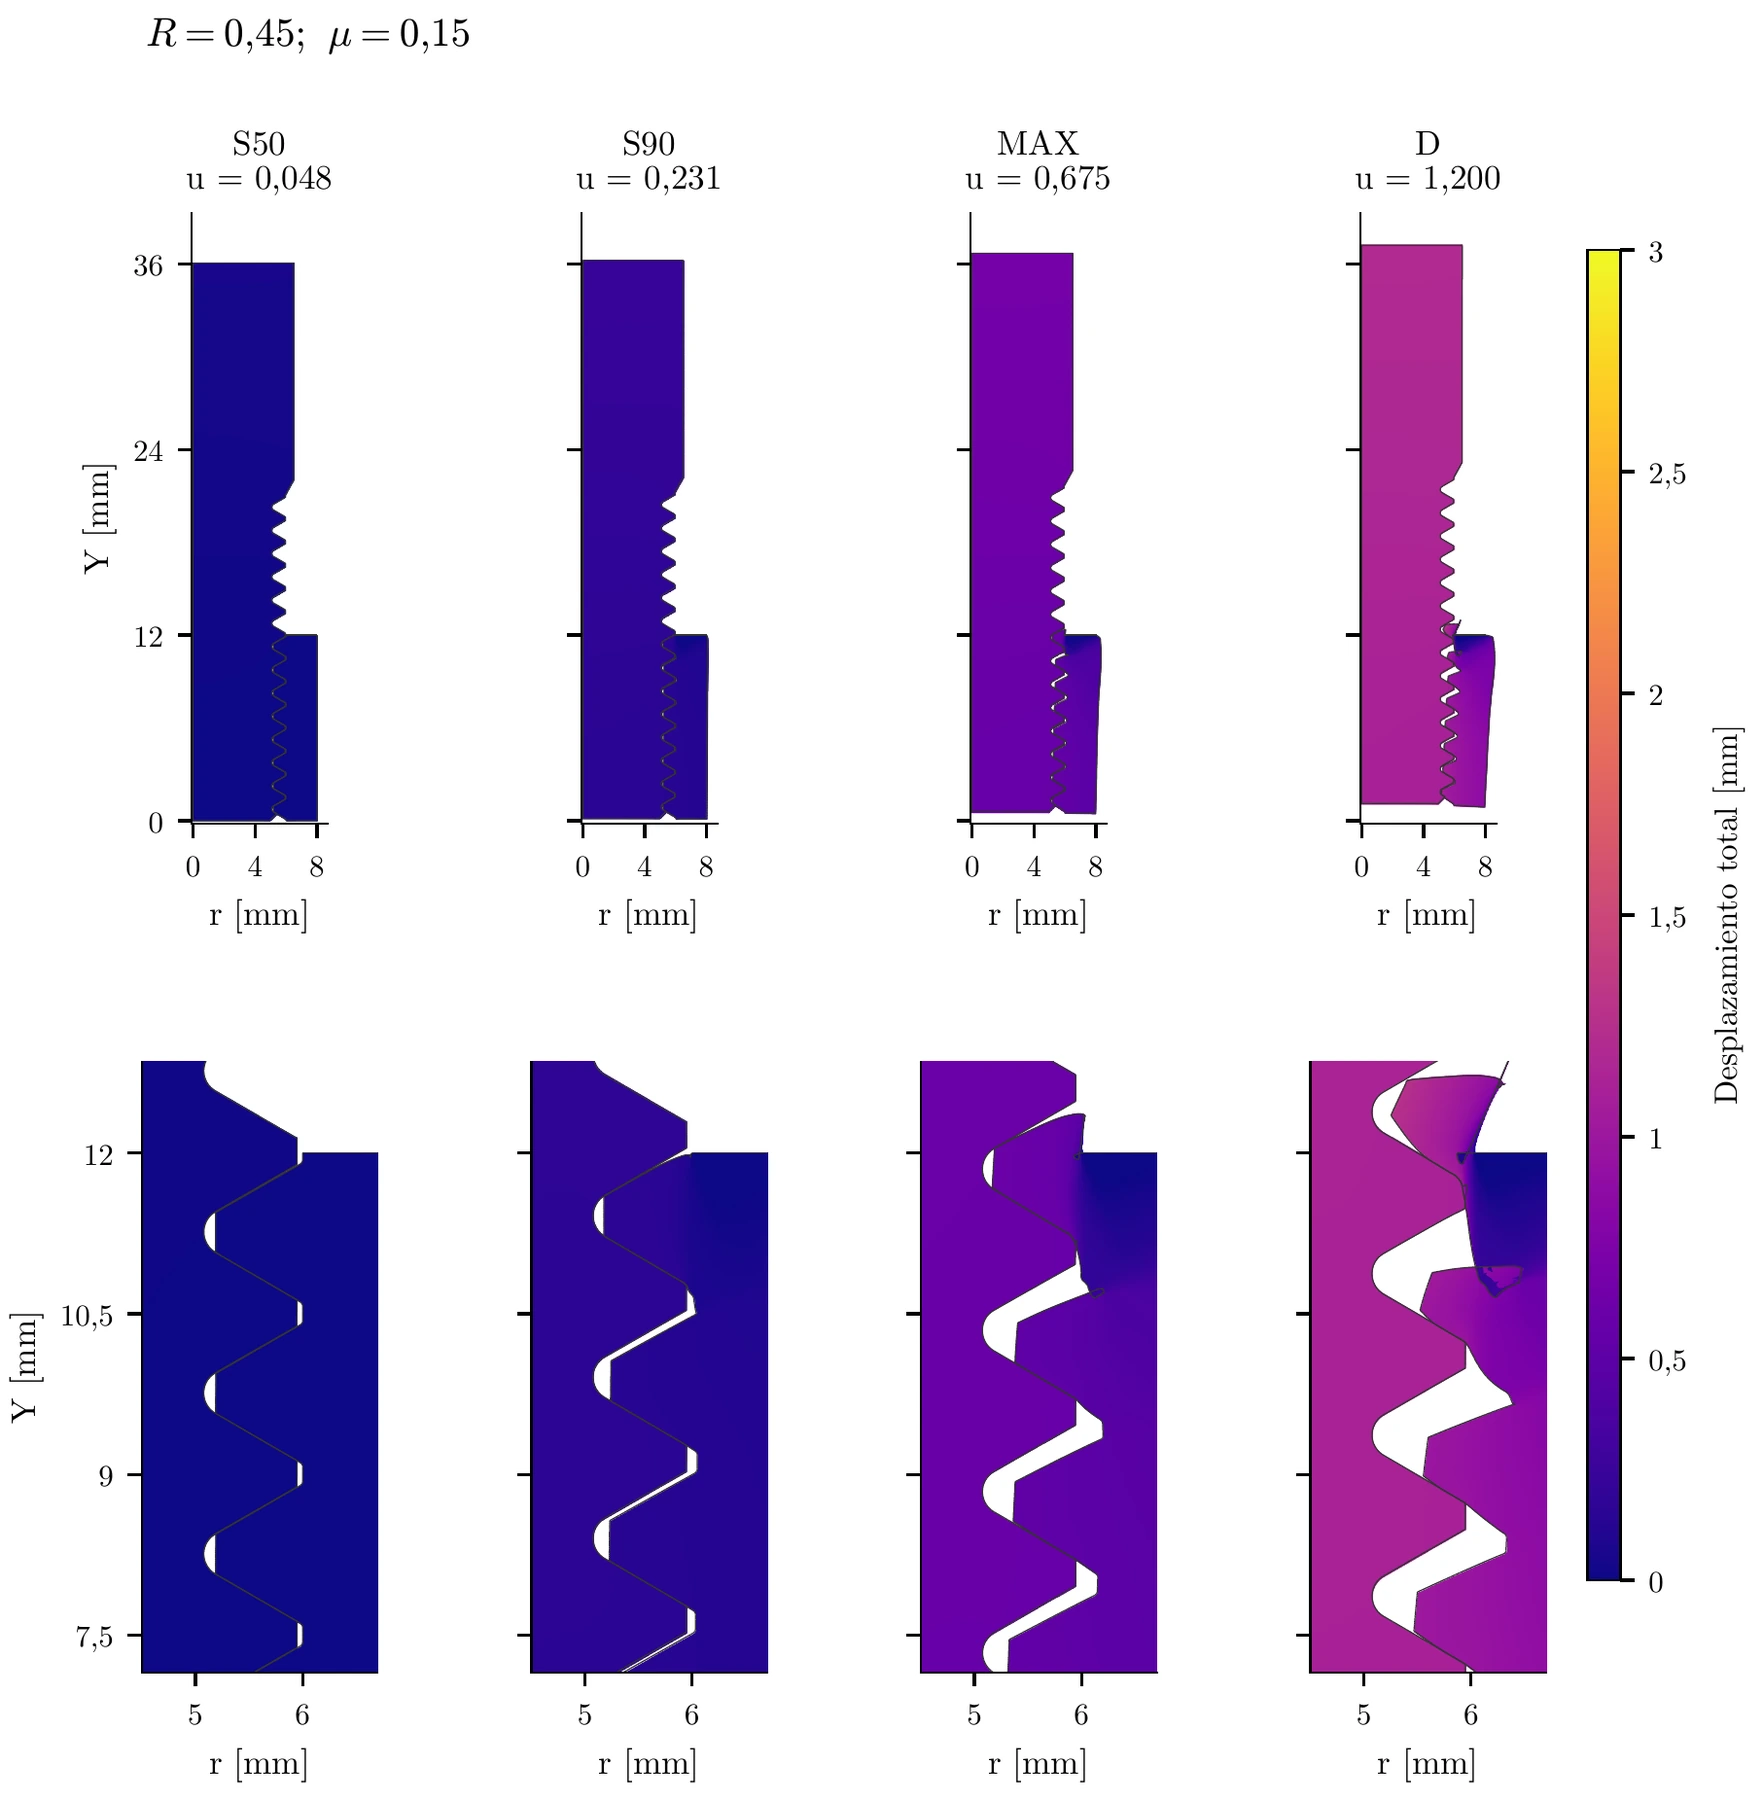 R = 0,45; μ = 0,15
S50
u = 0,048
S90
u = 0,231
MAX
u = 0,675
D
u = 1,200
36
24
12
0
Y [mm]
0 4 8
r [mm]
0 4 8
r [mm]
0 4 8
r [mm]
0 4 8
r [mm]
3
2,5
2
1,5
1
0,5
0
Desplazamiento total [mm]
12
10,5
9
7,5
Y [mm]
5 6
r [mm]
5 6
r [mm]
5 6
r [mm]
5 6
r [mm]